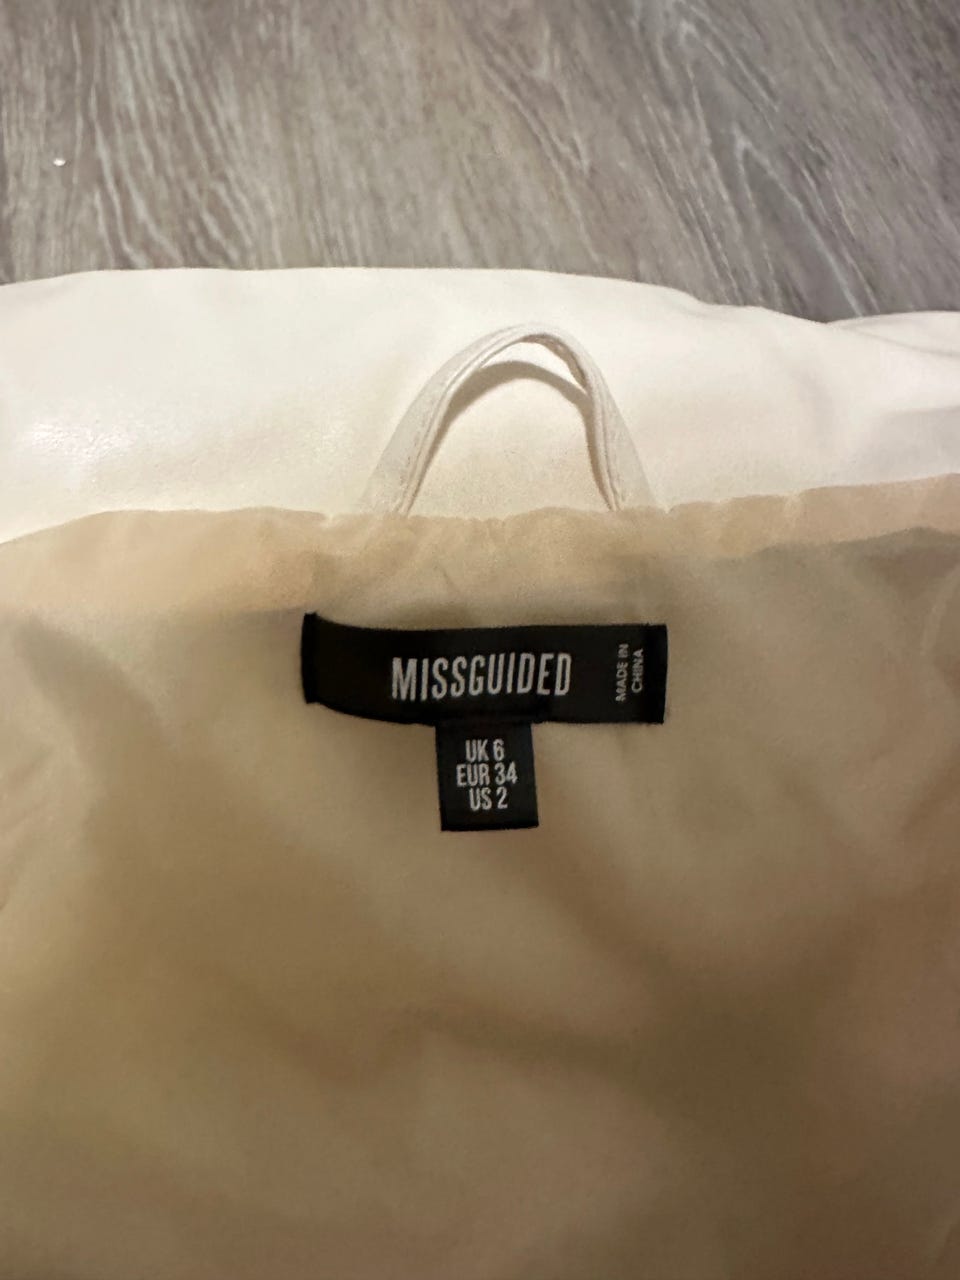 MISSGUIDED
MADE IN
CHINA
UK 6
EUR 34
US 2